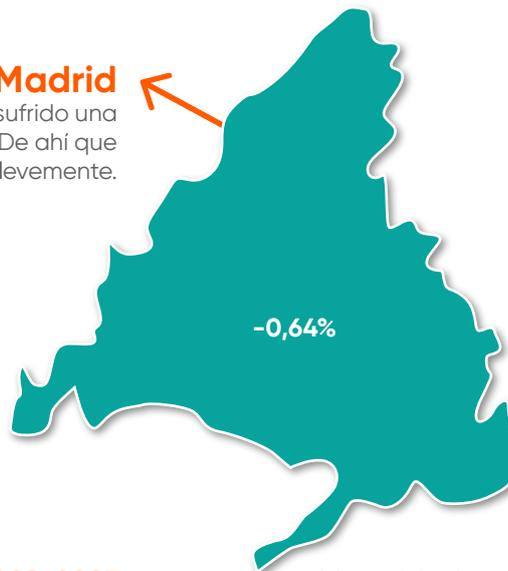 Madrid
sufrido una
De ahí que
levemente.
-0,64%